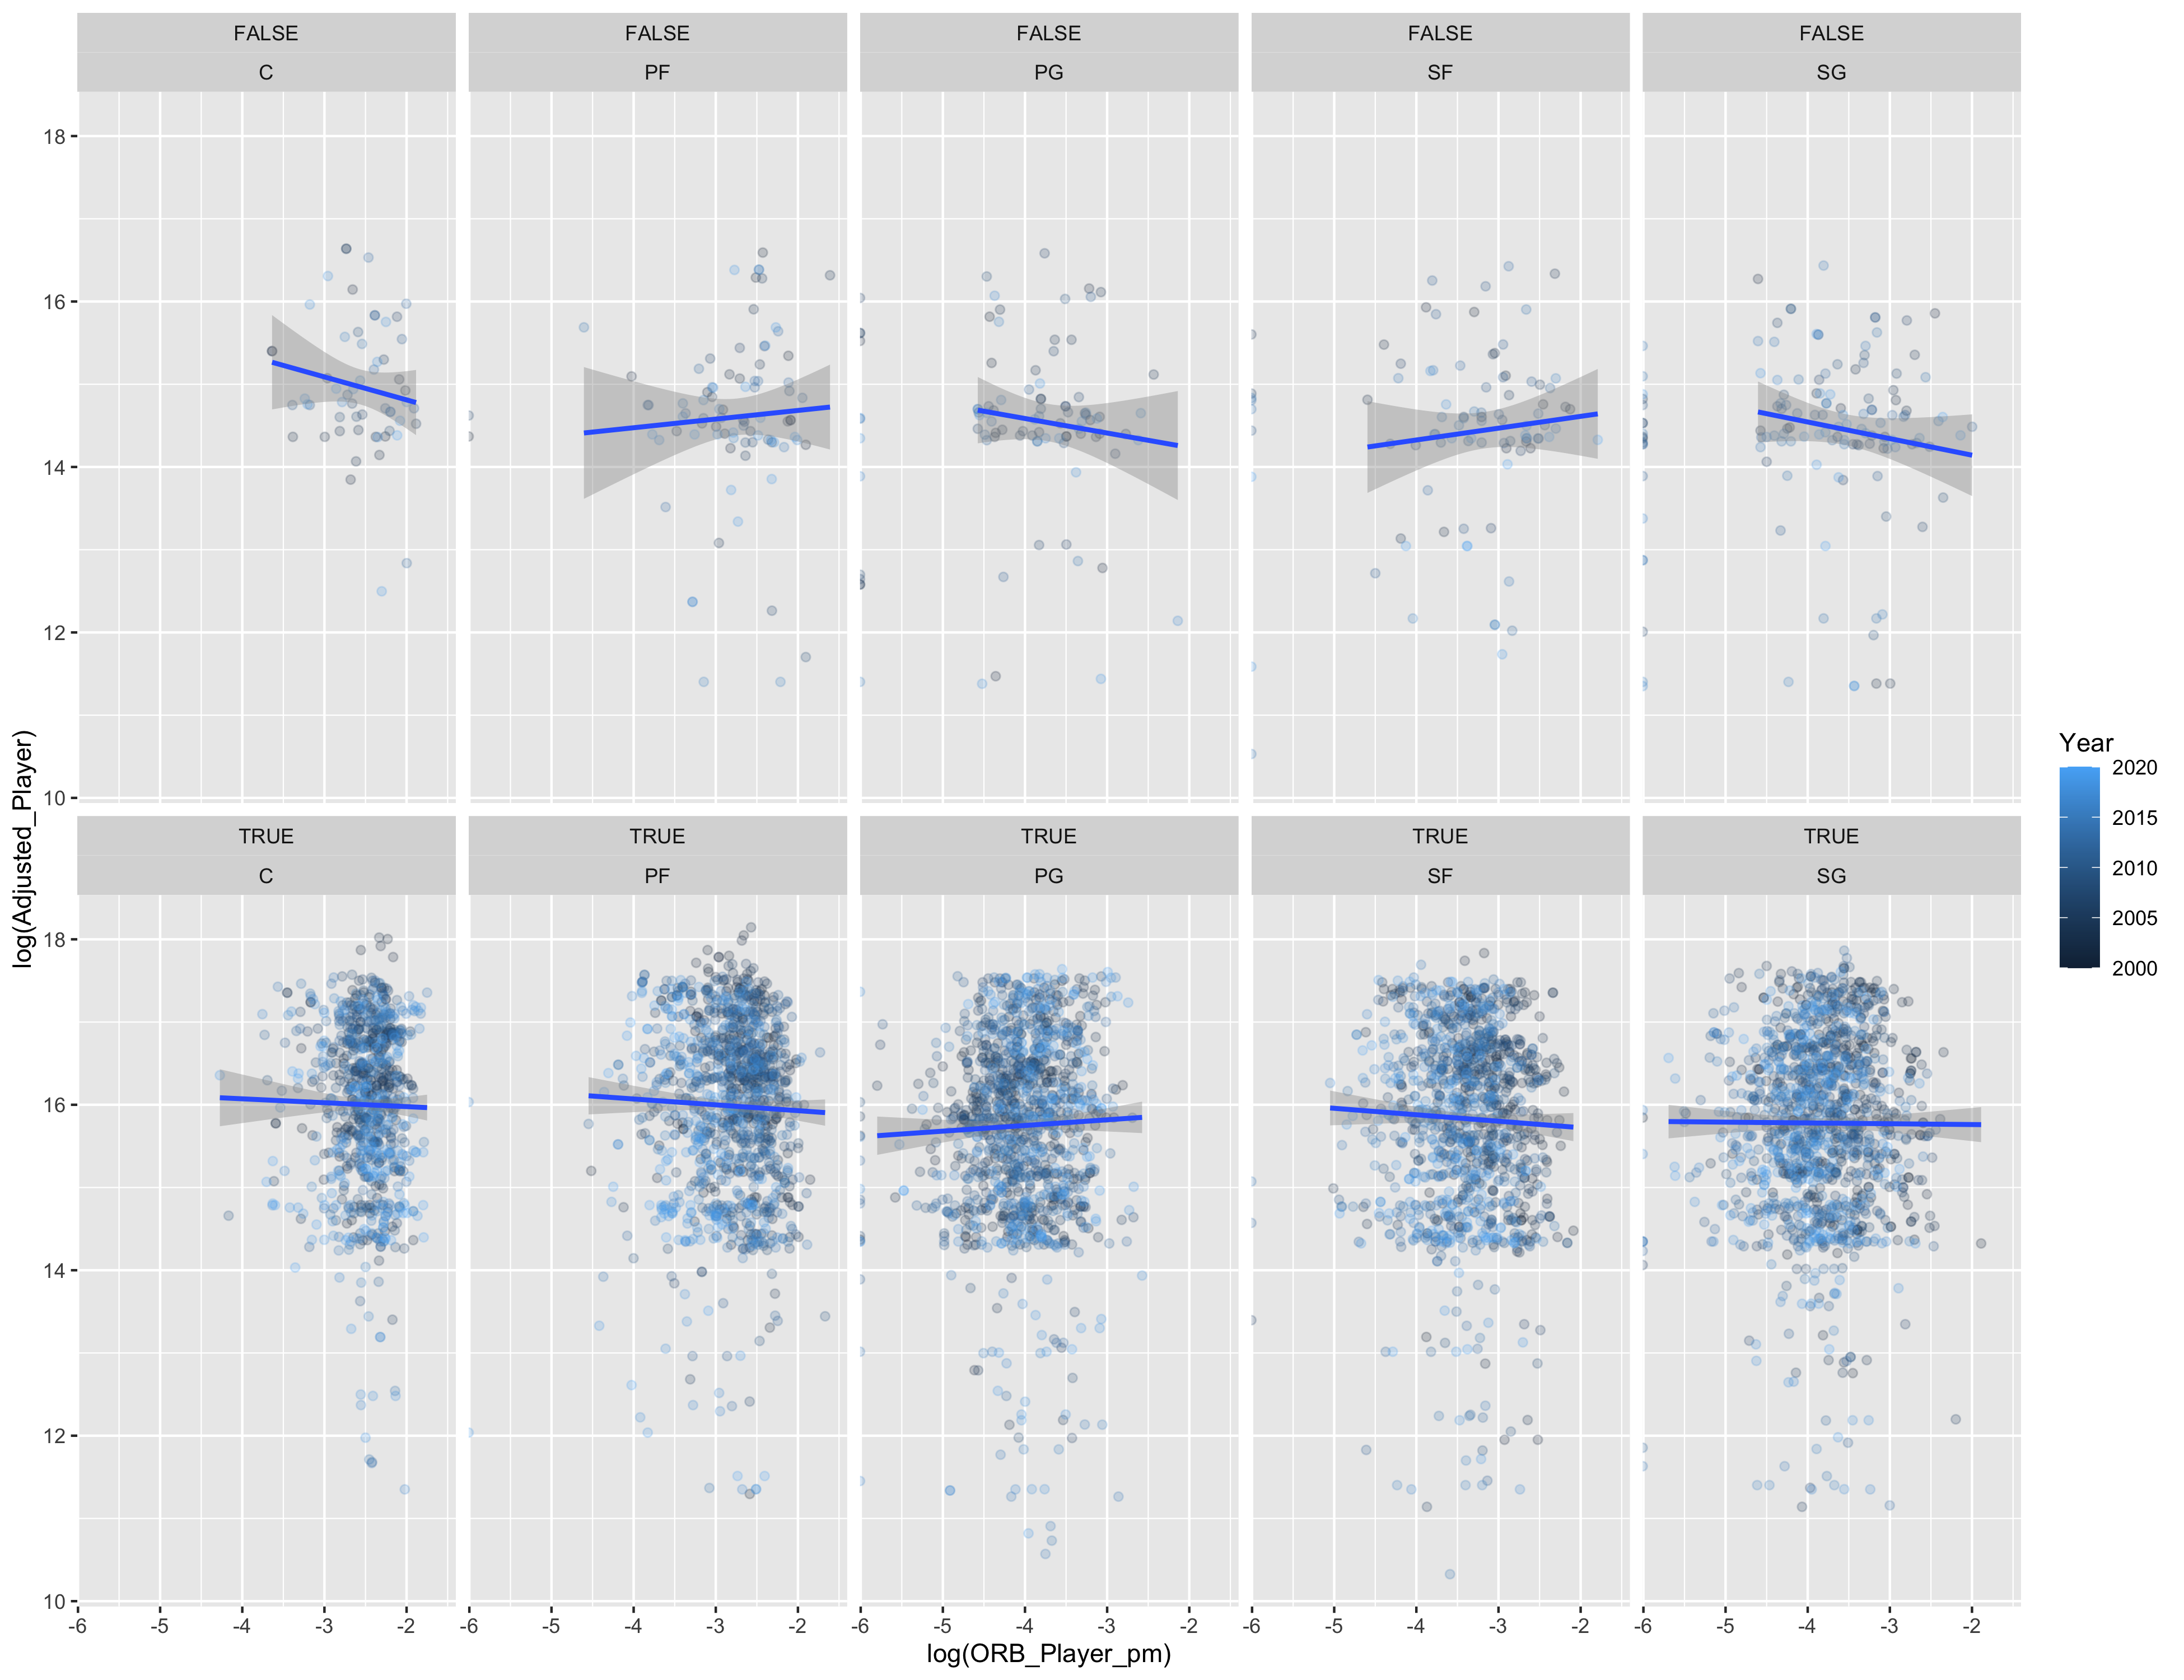 FALSE FALSE FALSE FALSE FALSE
C PF PG SF SG
18
16
14
12
10
TRUE TRUE TRUE TRUE TRUE
C PF PG SF SG
18
16
14
12
10
-6 -5 -4 -3 -2 -6 -5 -4 -3 -2 -6 -5 -4 -3 -2 -6 -5 -4 -3 -2 -6 -5 -4 -3 -2
log(ORB_Player_pm)
log(Adjusted_Player)
Year
2020
2015
2010
2005
2000